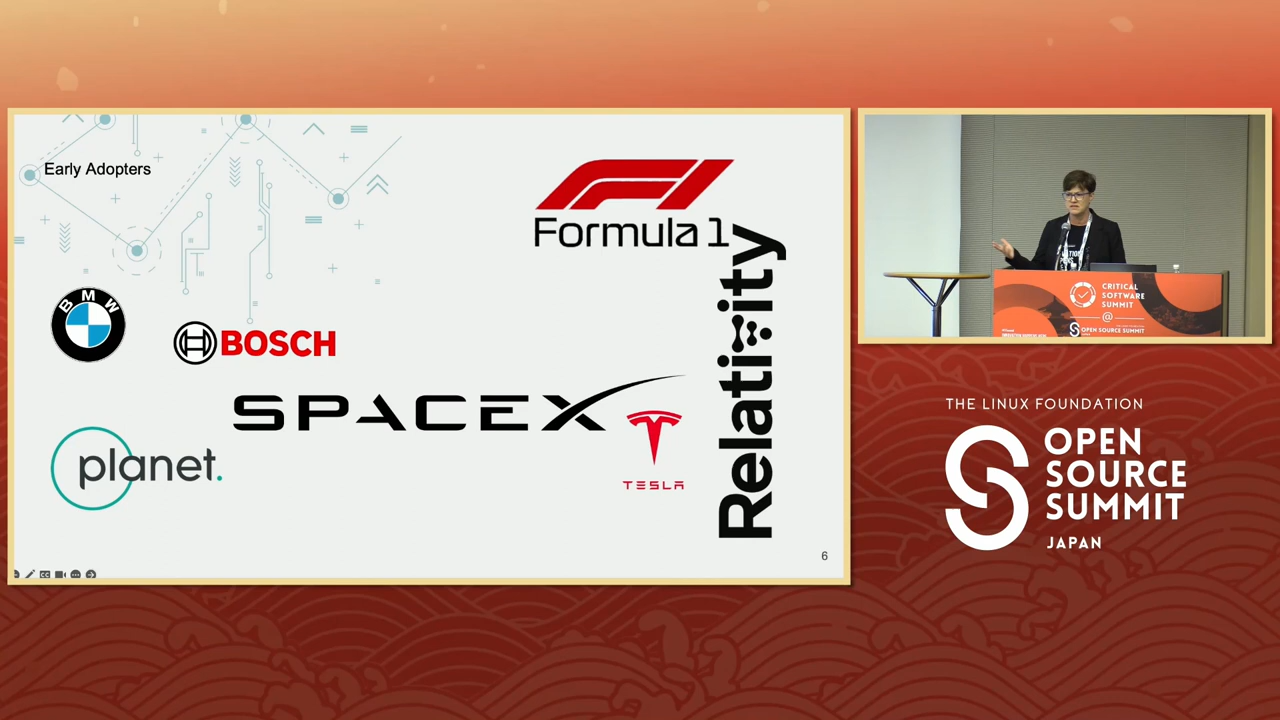 Early Adopters
Formula 1
Relativity
BMW
BOSCH
SPACEX
TESLA
planet.
6
CRITICAL
SOFTWARE
SUMMIT
@
OPEN SOURCE SUMMIT
THE LINUX FOUNDATION
OPEN
SOURCE
SUMMIT
JAPAN